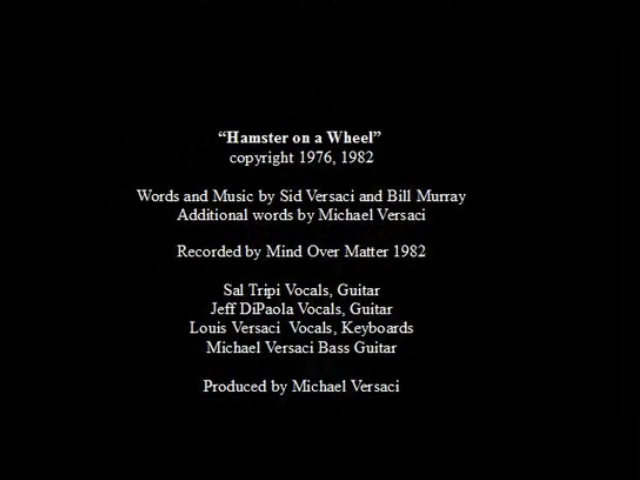 “Hamster on a Wheel”
copyright 1976, 1982
Words and Music by Sid Versaci and Bill Murray
Additional words by Michael Versaci
Recorded by Mind Over Matter 1982
Sal Tripi Vocals, Guitar
Jeff DiPaola Vocals, Guitar
Louis Versaci  Vocals, Keyboards
Michael Versaci Bass Guitar
Produced by Michael Versaci